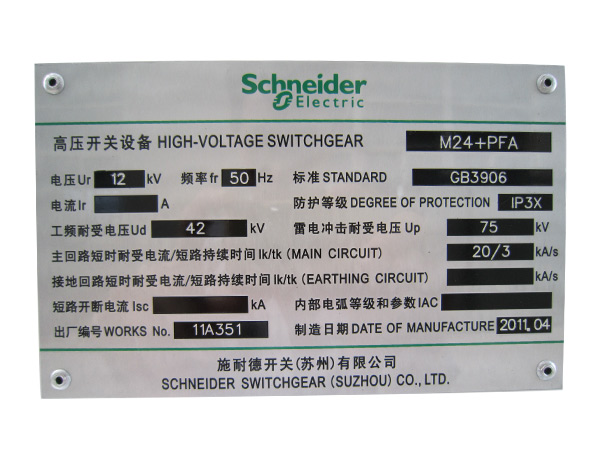 Schneider
Electric
高压开关设备 HIGH-VOLTAGE SWITCHGEAR M24+PFA
电压Ur 12 kV 频率fr 50 Hz 标准 STANDARD GB3906
电流Ir A 防护等级 DEGREE OF PROTECTION IP3X
工频耐受电压Ud 42 kV 雷电冲击耐受电压 Up 75 kV
主回路短时耐受电流/短路持续时间 Ik/tk (MAIN CIRCUIT) 20/3 kA/s
接地回路短时耐受电流/短路持续时间 Ik/tk (EARTHING CIRCUIT) kA/s
短路开断电流 Isc kA 内部电弧等级和参数 IAC
出厂编号 WORKS No. 11A351 制造日期 DATE OF MANUFACTURE 2011.04
施耐德开关(苏州)有限公司
SCHNEIDER SWITCHGEAR (SUZHOU) CO., LTD.